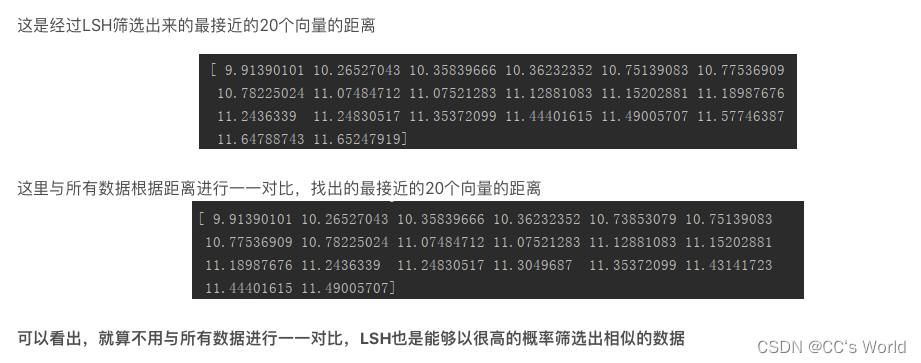 这是经过LSH筛选出来的最接近的20个向量的距离
[ 9.91390101 10.26527043 10.35839666 10.36232352 10.75139083 10.77536909
10.78225024 11.07484712 11.07521283 11.12881083 11.15202881 11.18987676
11.2436339 11.24830517 11.35372099 11.44401615 11.49005707 11.57746387
11.64788743 11.65247919]
这里与所有数据根据距离进行一一对比，找出的最接近的20个向量的距离
[ 9.91390101 10.26527043 10.35839666 10.36232352 10.73853079 10.75139083
10.77536909 10.78225024 11.07484712 11.07521283 11.12881083 11.15202881
11.18987676 11.2436339 11.24830517 11.3049687 11.35372099 11.43141723
11.44401615 11.49005707]
可以看出，就算不用与所有数据进行一一对比，LSH也是能够以很高的概率筛选出相似的数据
CSDN @CC's World